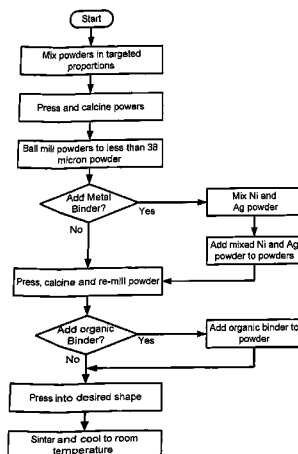 Start
Mix powders in targeted
proportions
Press and calcine powers
Ball mill powders to less than 38
micron powder
Add Metal
Binder?
Yes
No
Mix Ni and
Ag powder
Add mixed Ni and Ag
powder to powders
Press, calcine and re-mill powder
Add organic
Binder?
Yes
No
Add organic binder to
powder
Press into desired shape
Sinter and cool to room
temperature